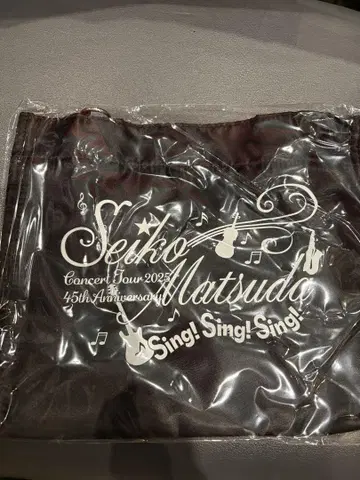 Seiko
Matsuda
Concert Tour 2025
45th Anniversary
Sing! Sing! Sing!